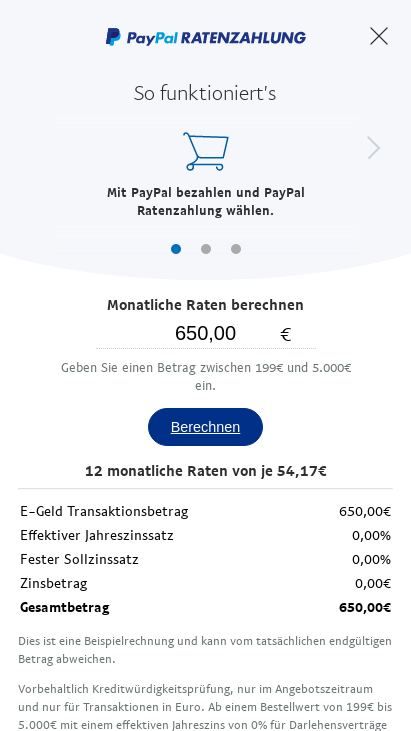 PayPal RATENZAHLUNG
So funktioniert's
Mit PayPal bezahlen und PayPal
Ratenzahlung wählen.
Monatliche Raten berechnen
650,00 €
Geben Sie einen Betrag zwischen 199€ und 5.000€
ein.
Berechnen
12 monatliche Raten von je 54,17€
E-Geld Transaktionsbetrag 650,00€
Effektiver Jahreszinssatz 0,00%
Fester Sollzinssatz 0,00%
Zinsbetrag 0,00€
Gesamtbetrag 650,00€
Dies ist eine Beispielrechnung und kann vom tatsächlichen endgültigen
Betrag abweichen.
Vorbehaltlich Kreditwürdigkeitsprüfung, nur im Angebotszeitraum
und nur für Transaktionen in Euro. Ab einem Bestellwert von 199€ bis
5.000€ mit einem effektiven Jahreszins von 0% für Darlehensverträge